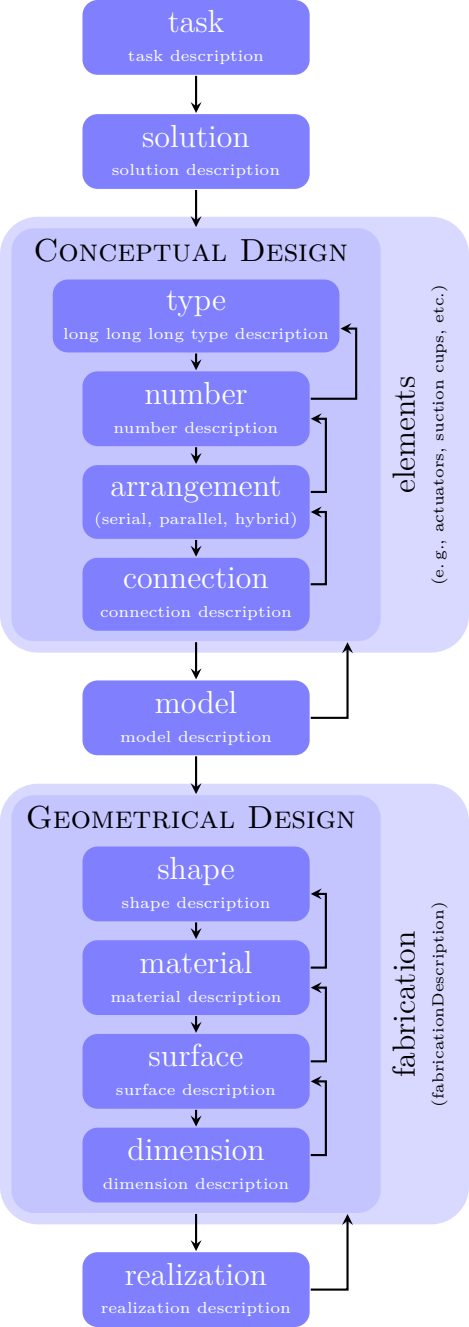 task
task description
solution
solution description
Conceptual Design
type
long long long type description
number
number description
arrangement
(serial, parallel, hybrid)
connection
connection description
elements
(e. g., actuators, suction cups, etc.)
model
model description
Geometrical Design
shape
shape description
material
material description
surface
surface description
dimension
dimension description
fabrication
(fabricationDescription)
realization
realization description